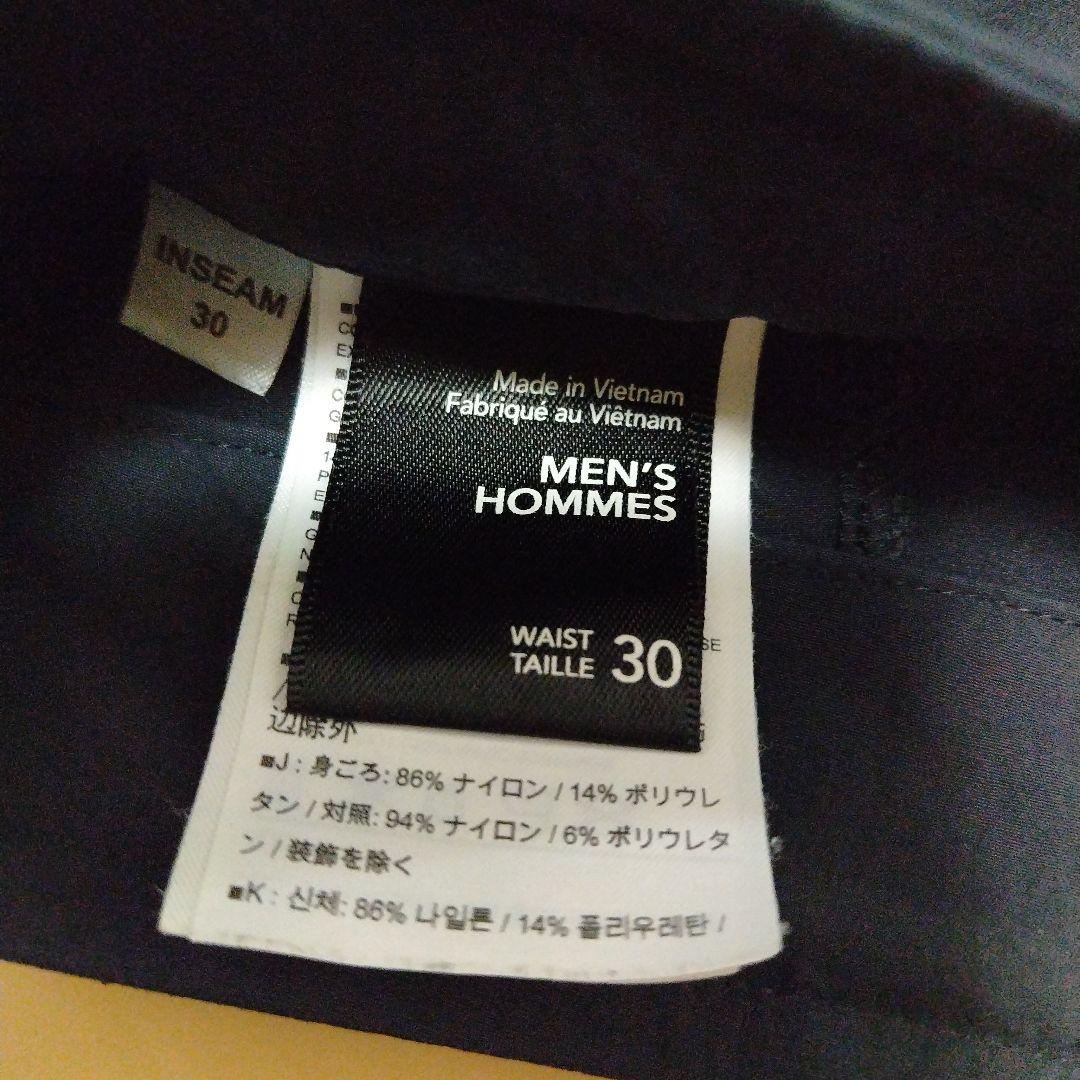 INSEAM
30
Made in Vietnam
Fabriqué au Viêtnam
MEN'S
HOMMES
WAIST
TAILLE 30
SE
辺除外
■J : 身ごろ: 86% ナイロン / 14% ポリウレ
タン / 対照: 94% ナイロン / 6% ポリウレタ
ン / 装飾を除く
■K : 신체: 86% 나일론 / 14% 폴리우레탄 /